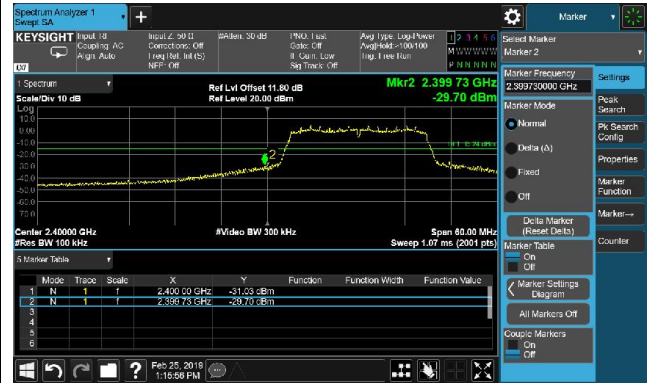 Spectrum Analyzer 1
Swept SA
+
Marker
KEYSIGHT
Input: RF
Coupling: AC
Align: Auto
Input Z: 50 Ω
Corrections: Off
Freq Ref: Int (S)
NFE: Off
#Atten: 30 dB
PNO: Fast
Gate: Off
IF Gain: Low
Sig Track: Off
Avg Type: Log-Power
Avg|Hold:>100/100
Trig: Free Run
1 2 3 4 5 6
M W W W W W
P N N N N N
Select Marker
Marker 2
1 Spectrum
Scale/Div 10 dB
Ref Lvl Offset 11.80 dB
Ref Level 20.00 dBm
Mkr2 2.399 73 GHz
-29.70 dBm
Log
10.0
0.00
-10.0
-20.0
-30.0
-40.0
-50.0
-60.0
-70.0
2
Center 2.40000 GHz
#Res BW 100 kHz
#Video BW 300 kHz
Span 60.00 MHz
Sweep 1.07 ms (2001 pts)
5 Marker Table
Mode Trace Scale X Y Function Function Width Function Value
1 N 1 f 2.400 00 GHz -31.03 dBm
2 N 1 f 2.399 73 GHz -29.70 dBm
3
4
5
6
Marker Frequency
2.399730000 GHz
Marker Mode
Normal
Delta (Δ)
Fixed
Off
Delta Marker
(Reset Delta)
Marker Table
On
Off
Marker Settings
Diagram
All Markers Off
Couple Markers
On
Off
Settings
Peak
Search
Pk Search
Config
Properties
Marker
Function
Marker→
Counter
?
Feb 25, 2019
1:15:56 PM